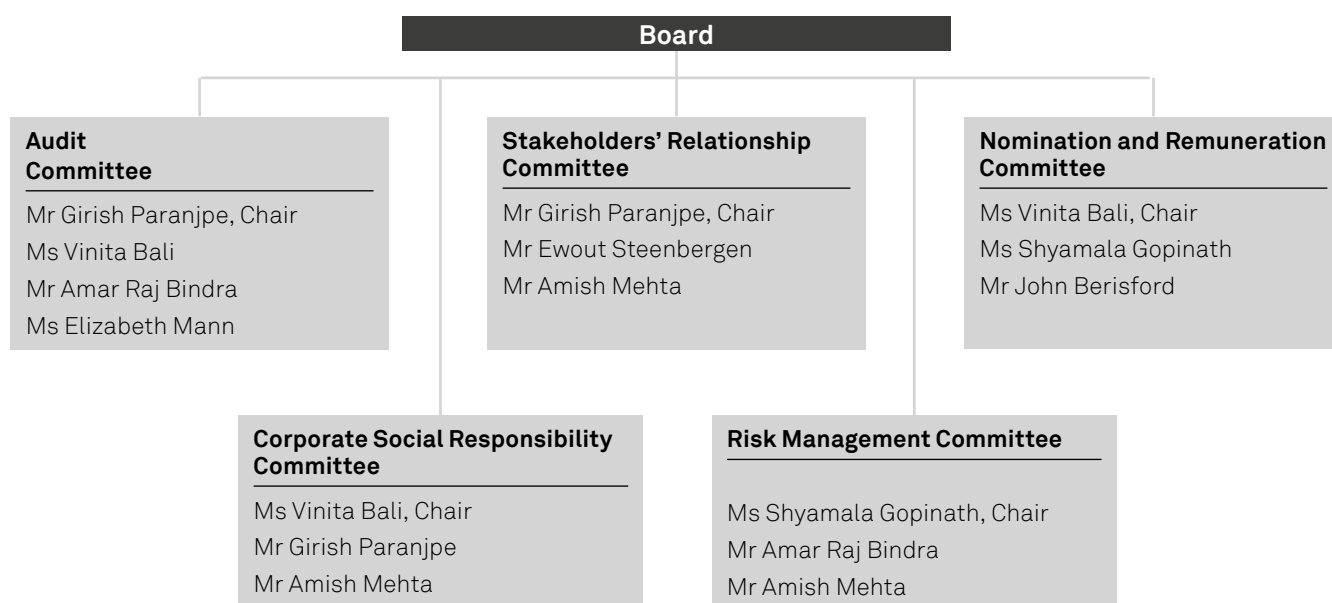 Board
Audit
Committee
Mr Girish Paranjpe, Chair
Ms Vinita Bali
Mr Amar Raj Bindra
Ms Elizabeth Mann
Stakeholders’ Relationship
Committee
Mr Girish Paranjpe, Chair
Mr Ewout Steenbergen
Mr Amish Mehta
Nomination and Remuneration
Committee
Ms Vinita Bali, Chair
Ms Shyamala Gopinath
Mr John Berisford
Corporate Social Responsibility
Committee
Ms Vinita Bali, Chair
Mr Girish Paranjpe
Mr Amish Mehta
Risk Management Committee
Ms Shyamala Gopinath, Chair
Mr Amar Raj Bindra
Mr Amish Mehta